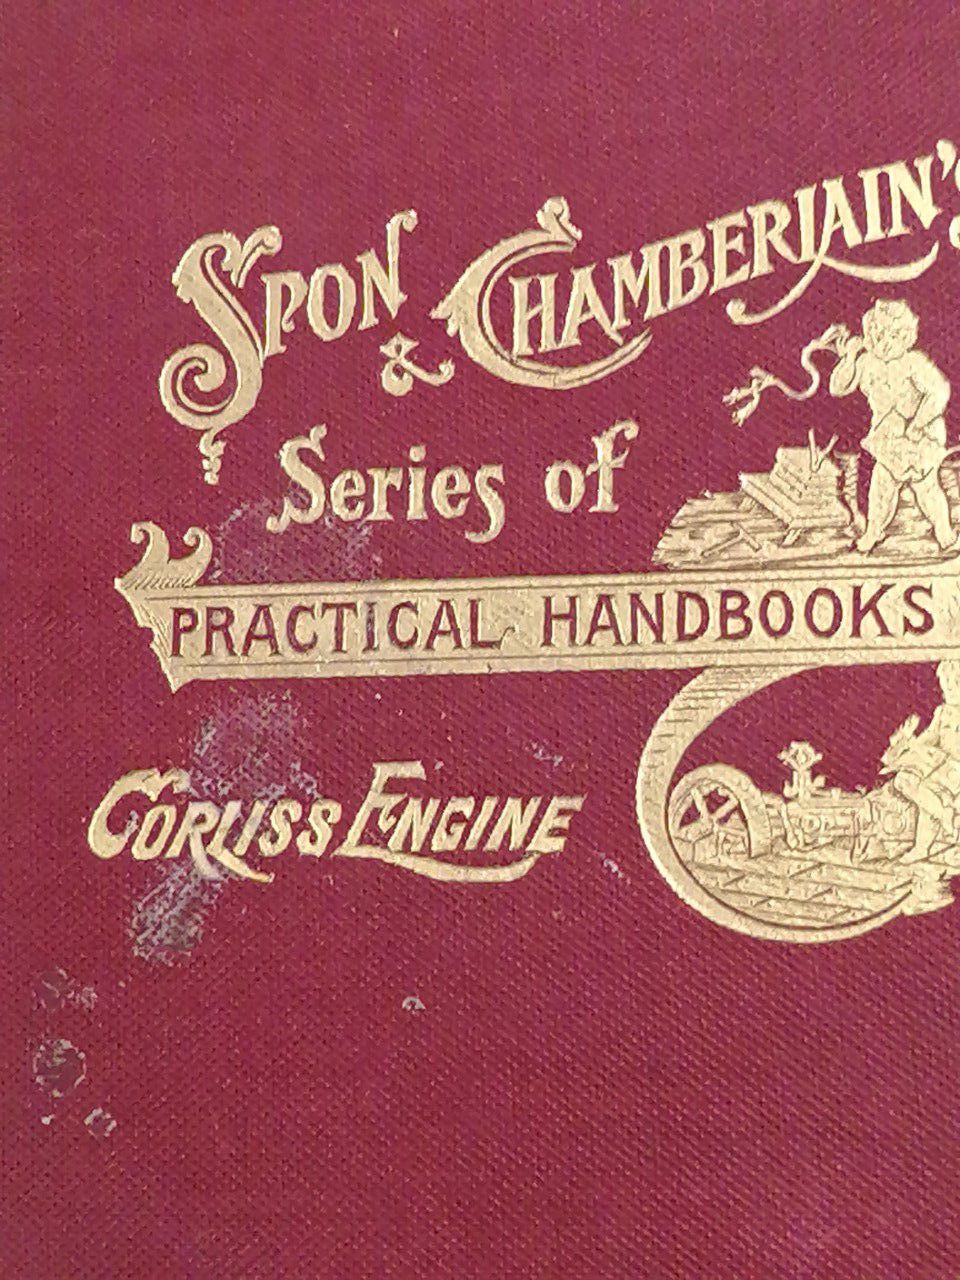 SPON & CHAMBERLAIN'S
Series of
PRACTICAL HANDBOOKS
CORLISS ENGINE